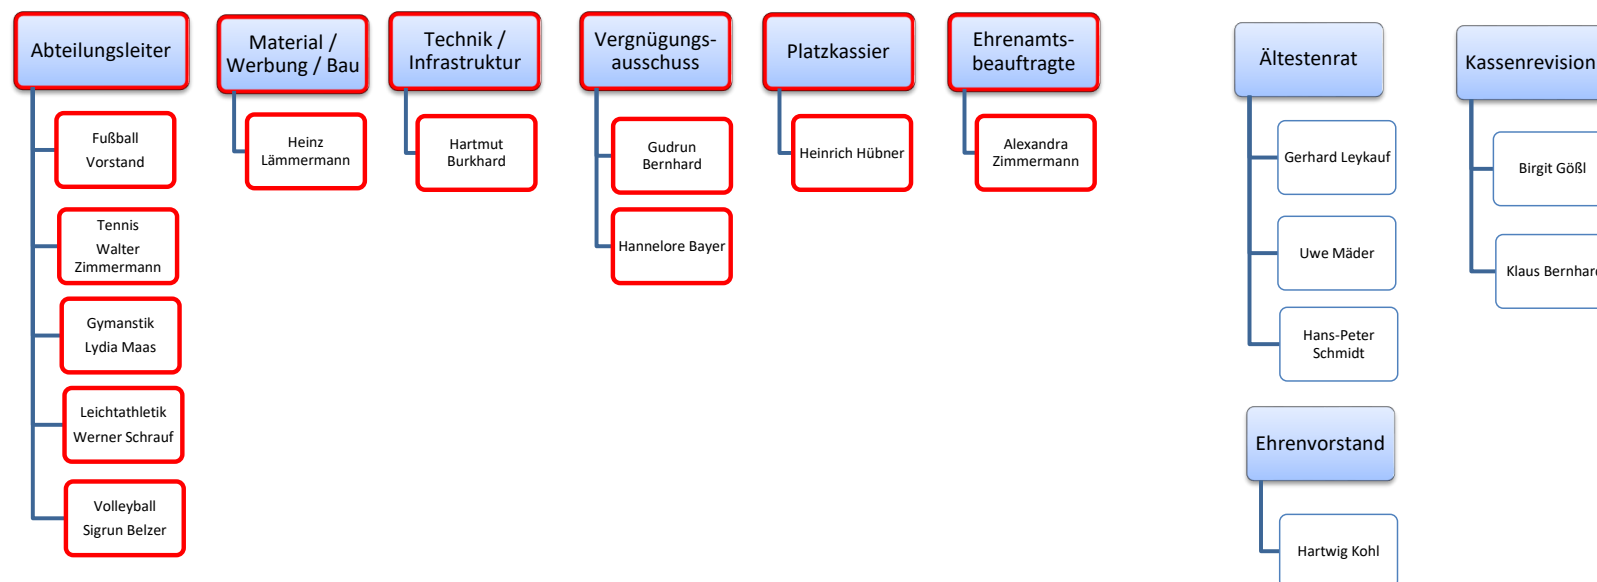 Abteilungsleiter
Fußball
Vorstand
Tennis
Walter
Zimmermann
Gymanstik
Lydia Maas
Leichtathletik
Werner Schrauf
Volleyball
Sigrun Belzer
Material /
Werbung / Bau
Heinz
Lämmermann
Technik /
Infrastruktur
Hartmut
Burkhard
Vergnügungs-
ausschuss
Gudrun
Bernhard
Hannelore Bayer
Platzkassier
Heinrich Hübner
Ehrenamts-
beauftragte
Alexandra
Zimmermann
Ältestenrat
Gerhard Leykauf
Uwe Mäder
Hans-Peter
Schmidt
Ehrenvorstand
Hartwig Kohl
Kassenrevision
Birgit Gößl
Klaus Bernhard